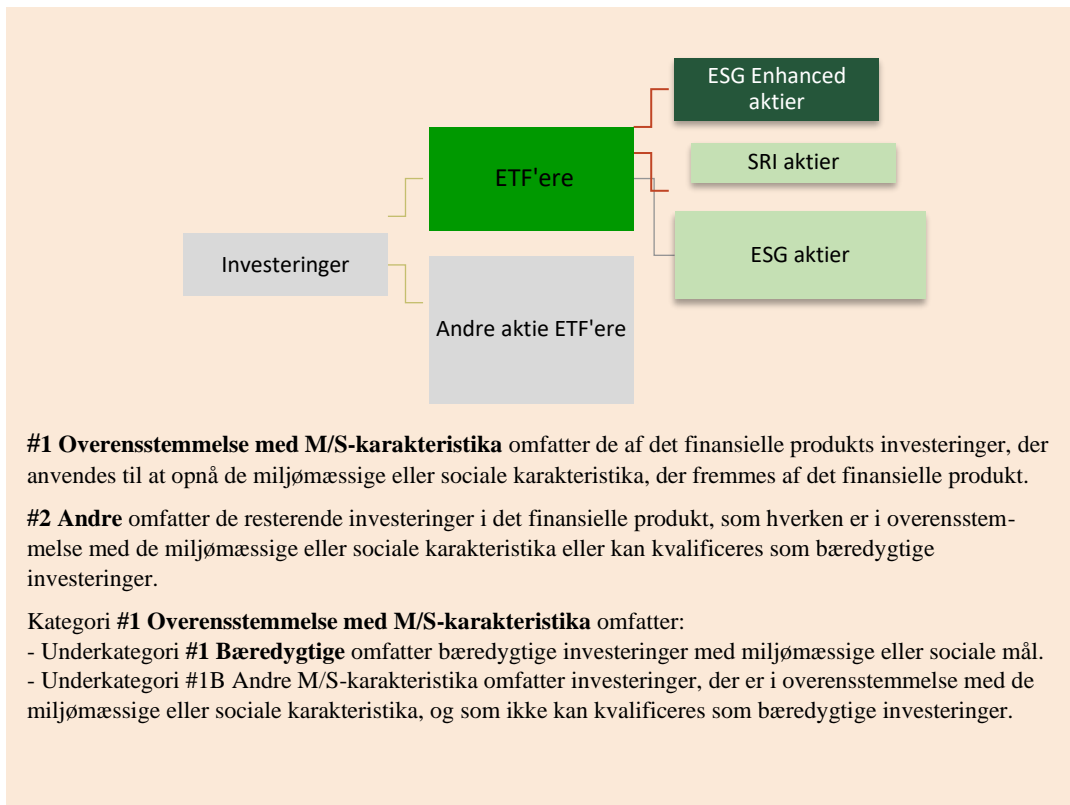 ESG Enhanced
aktier
SRI aktier
ETF'ere
ESG aktier
Investeringer
Andre aktie ETF'ere
#1 Overensstemmelse med M/S-karakteristika omfatter de af det finansielle produkts investeringer, der
anvendes til at opnå de miljømæssige eller sociale karakteristika, der fremmes af det finansielle produkt.
#2 Andre omfatter de resterende investeringer i det finansielle produkt, som hverken er i overensstem-
melse med de miljømæssige eller sociale karakteristika eller kan kvalificeres som bæredygtige
investeringer.
Kategori #1 Overensstemmelse med M/S-karakteristika omfatter:
- Underkategori #1 Bæredygtige omfatter bæredygtige investeringer med miljømæssige eller sociale mål.
- Underkategori #1B Andre M/S-karakteristika omfatter investeringer, der er i overensstemmelse med de
miljømæssige eller sociale karakteristika, og som ikke kan kvalificeres som bæredygtige investeringer.